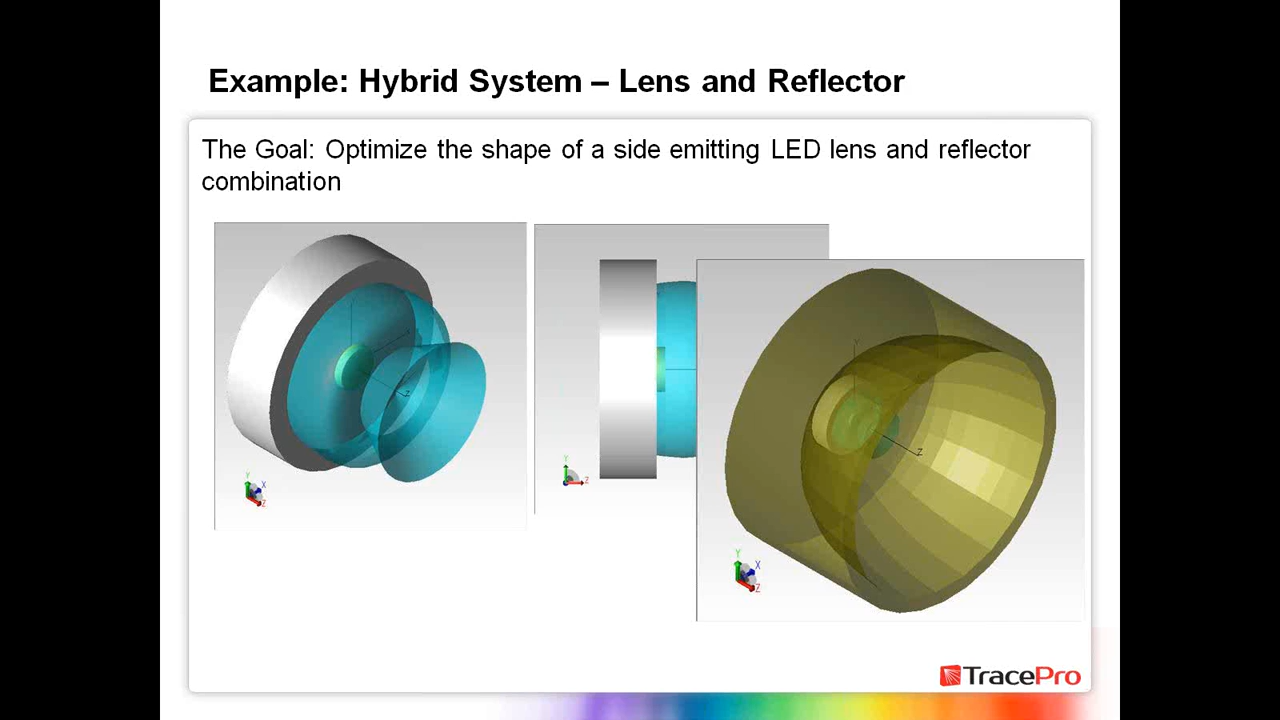 Example: Hybrid System – Lens and Reflector
The Goal: Optimize the shape of a side emitting LED lens and reflector
combination
Z
Y
X
Z
Y
Z
Y
Z
Y
X
Z
TracePro